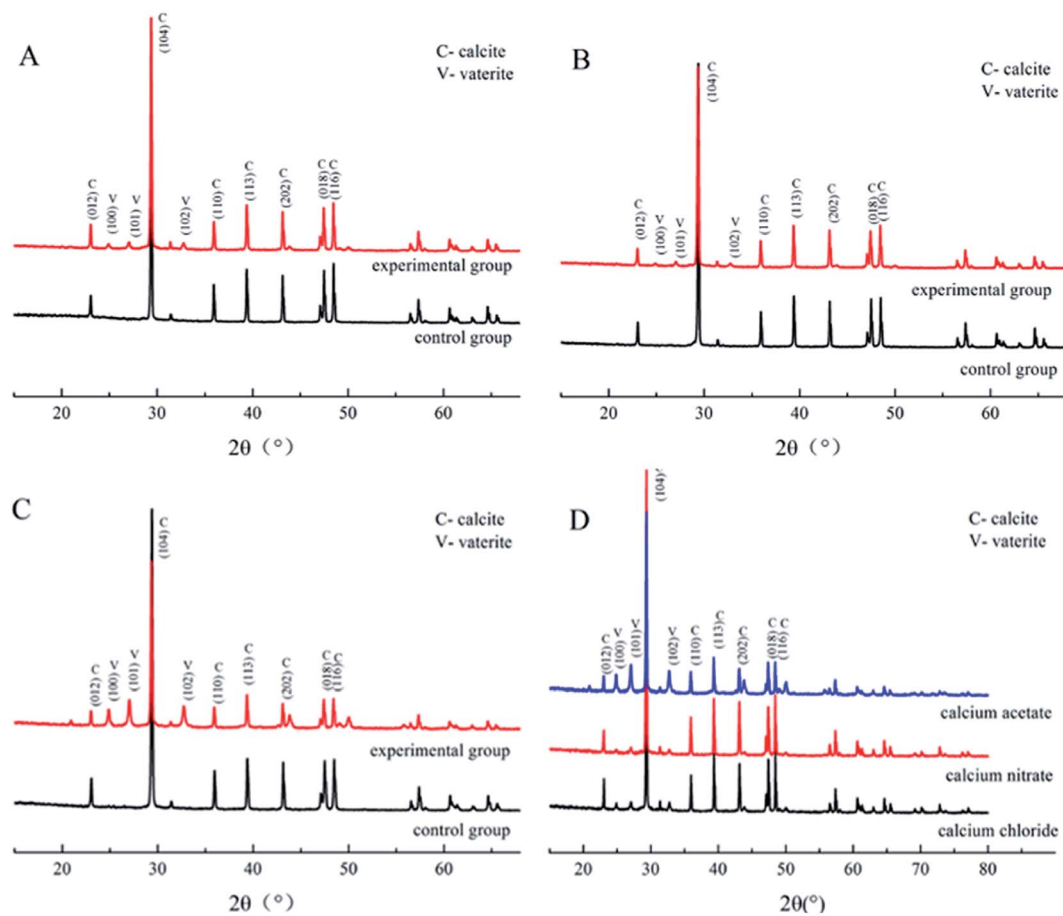 A
C- calcite
V- vaterite
(104) C
(012) C
(100) V
(101) V
(102) V
(110) C
(113) C
(202) C
(018) C
(116) C
experimental group
control group
20 30 40 50 60
2θ（°）
B
C- calcite
V- vaterite
(104) C
(012) C
(100) V
(101) V
(102) V
(110) C
(113) C
(202) C
(018) C
(116) C
experimental group
control group
20 30 40 50 60
2θ（°）
C
C- calcite
V- vaterite
(104) C
(012) C
(100) V
(101) V
(102) V
(110) C
(113) C
(202) C
(018) C
(116) C
experimental group
control group
20 30 40 50 60
2θ（°）
D
C- calcite
V- vaterite
(104)
(012) C
(100) V
(101) V
(102) V
(110) C
(113) C
(202) C
(018) C
(116) C
calcium acetate
calcium nitrate
calcium chloride
20 30 40 50 60 70 80
2θ(°)